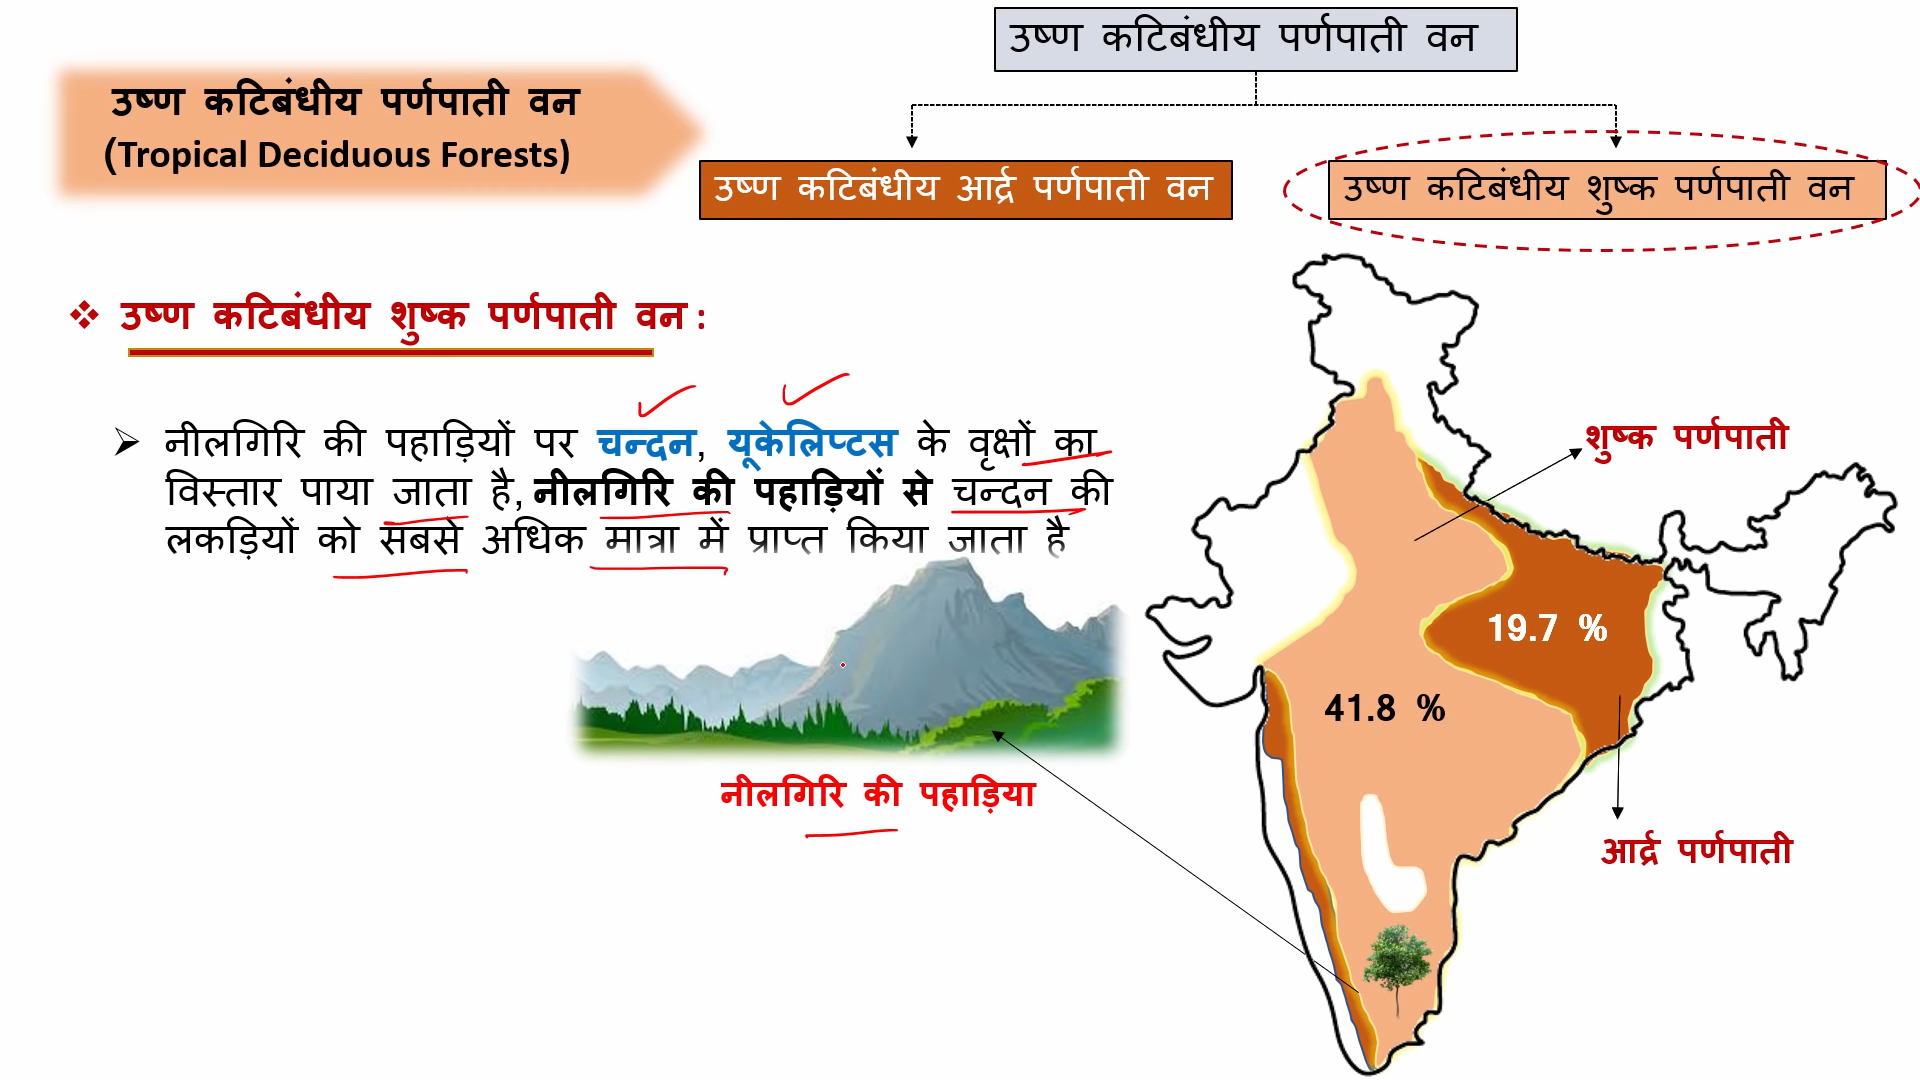 उष्ण कटिबंधीय पर्णपाती वन
उष्ण कटिबंधीय पर्णपाती वन
(Tropical Deciduous Forests)
उष्ण कटिबंधीय आर्द्र पर्णपाती वन
उष्ण कटिबंधीय शुष्क पर्णपाती वन
उष्ण कटिबंधीय शुष्क पर्णपाती वन :
नीलगिरि की पहाड़ियों पर चन्दन, यूकेलिप्टस के वृक्षों का
विस्तार पाया जाता है, नीलगिरि की पहाड़ियों से चन्दन की
लकड़ियों को सबसे अधिक मात्रा में प्राप्त किया जाता है
शुष्क पर्णपाती
19.7 %
41.8 %
नीलगिरि की पहाड़िया
आर्द्र पर्णपाती